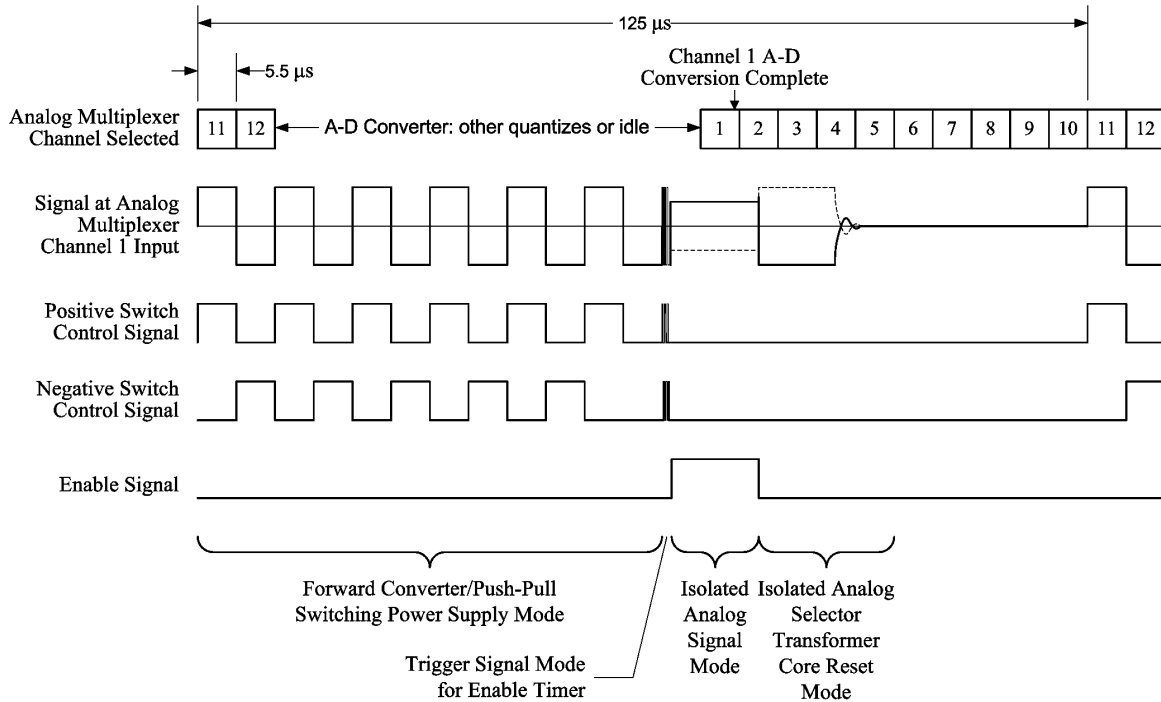 125 µs
5.5 µs
Channel 1 A-D
Conversion Complete
Analog Multiplexer
Channel Selected
11 12 A-D Converter: other quantizes or idle 1 2 3 4 5 6 7 8 9 10 11 12
Signal at Analog
Multiplexer
Channel 1 Input
Positive Switch
Control Signal
Negative Switch
Control Signal
Enable Signal
Forward Converter/Push-Pull
Switching Power Supply Mode
Trigger Signal Mode
for Enable Timer
Isolated
Analog
Signal
Mode
Isolated Analog
Selector
Transformer
Core Reset
Mode